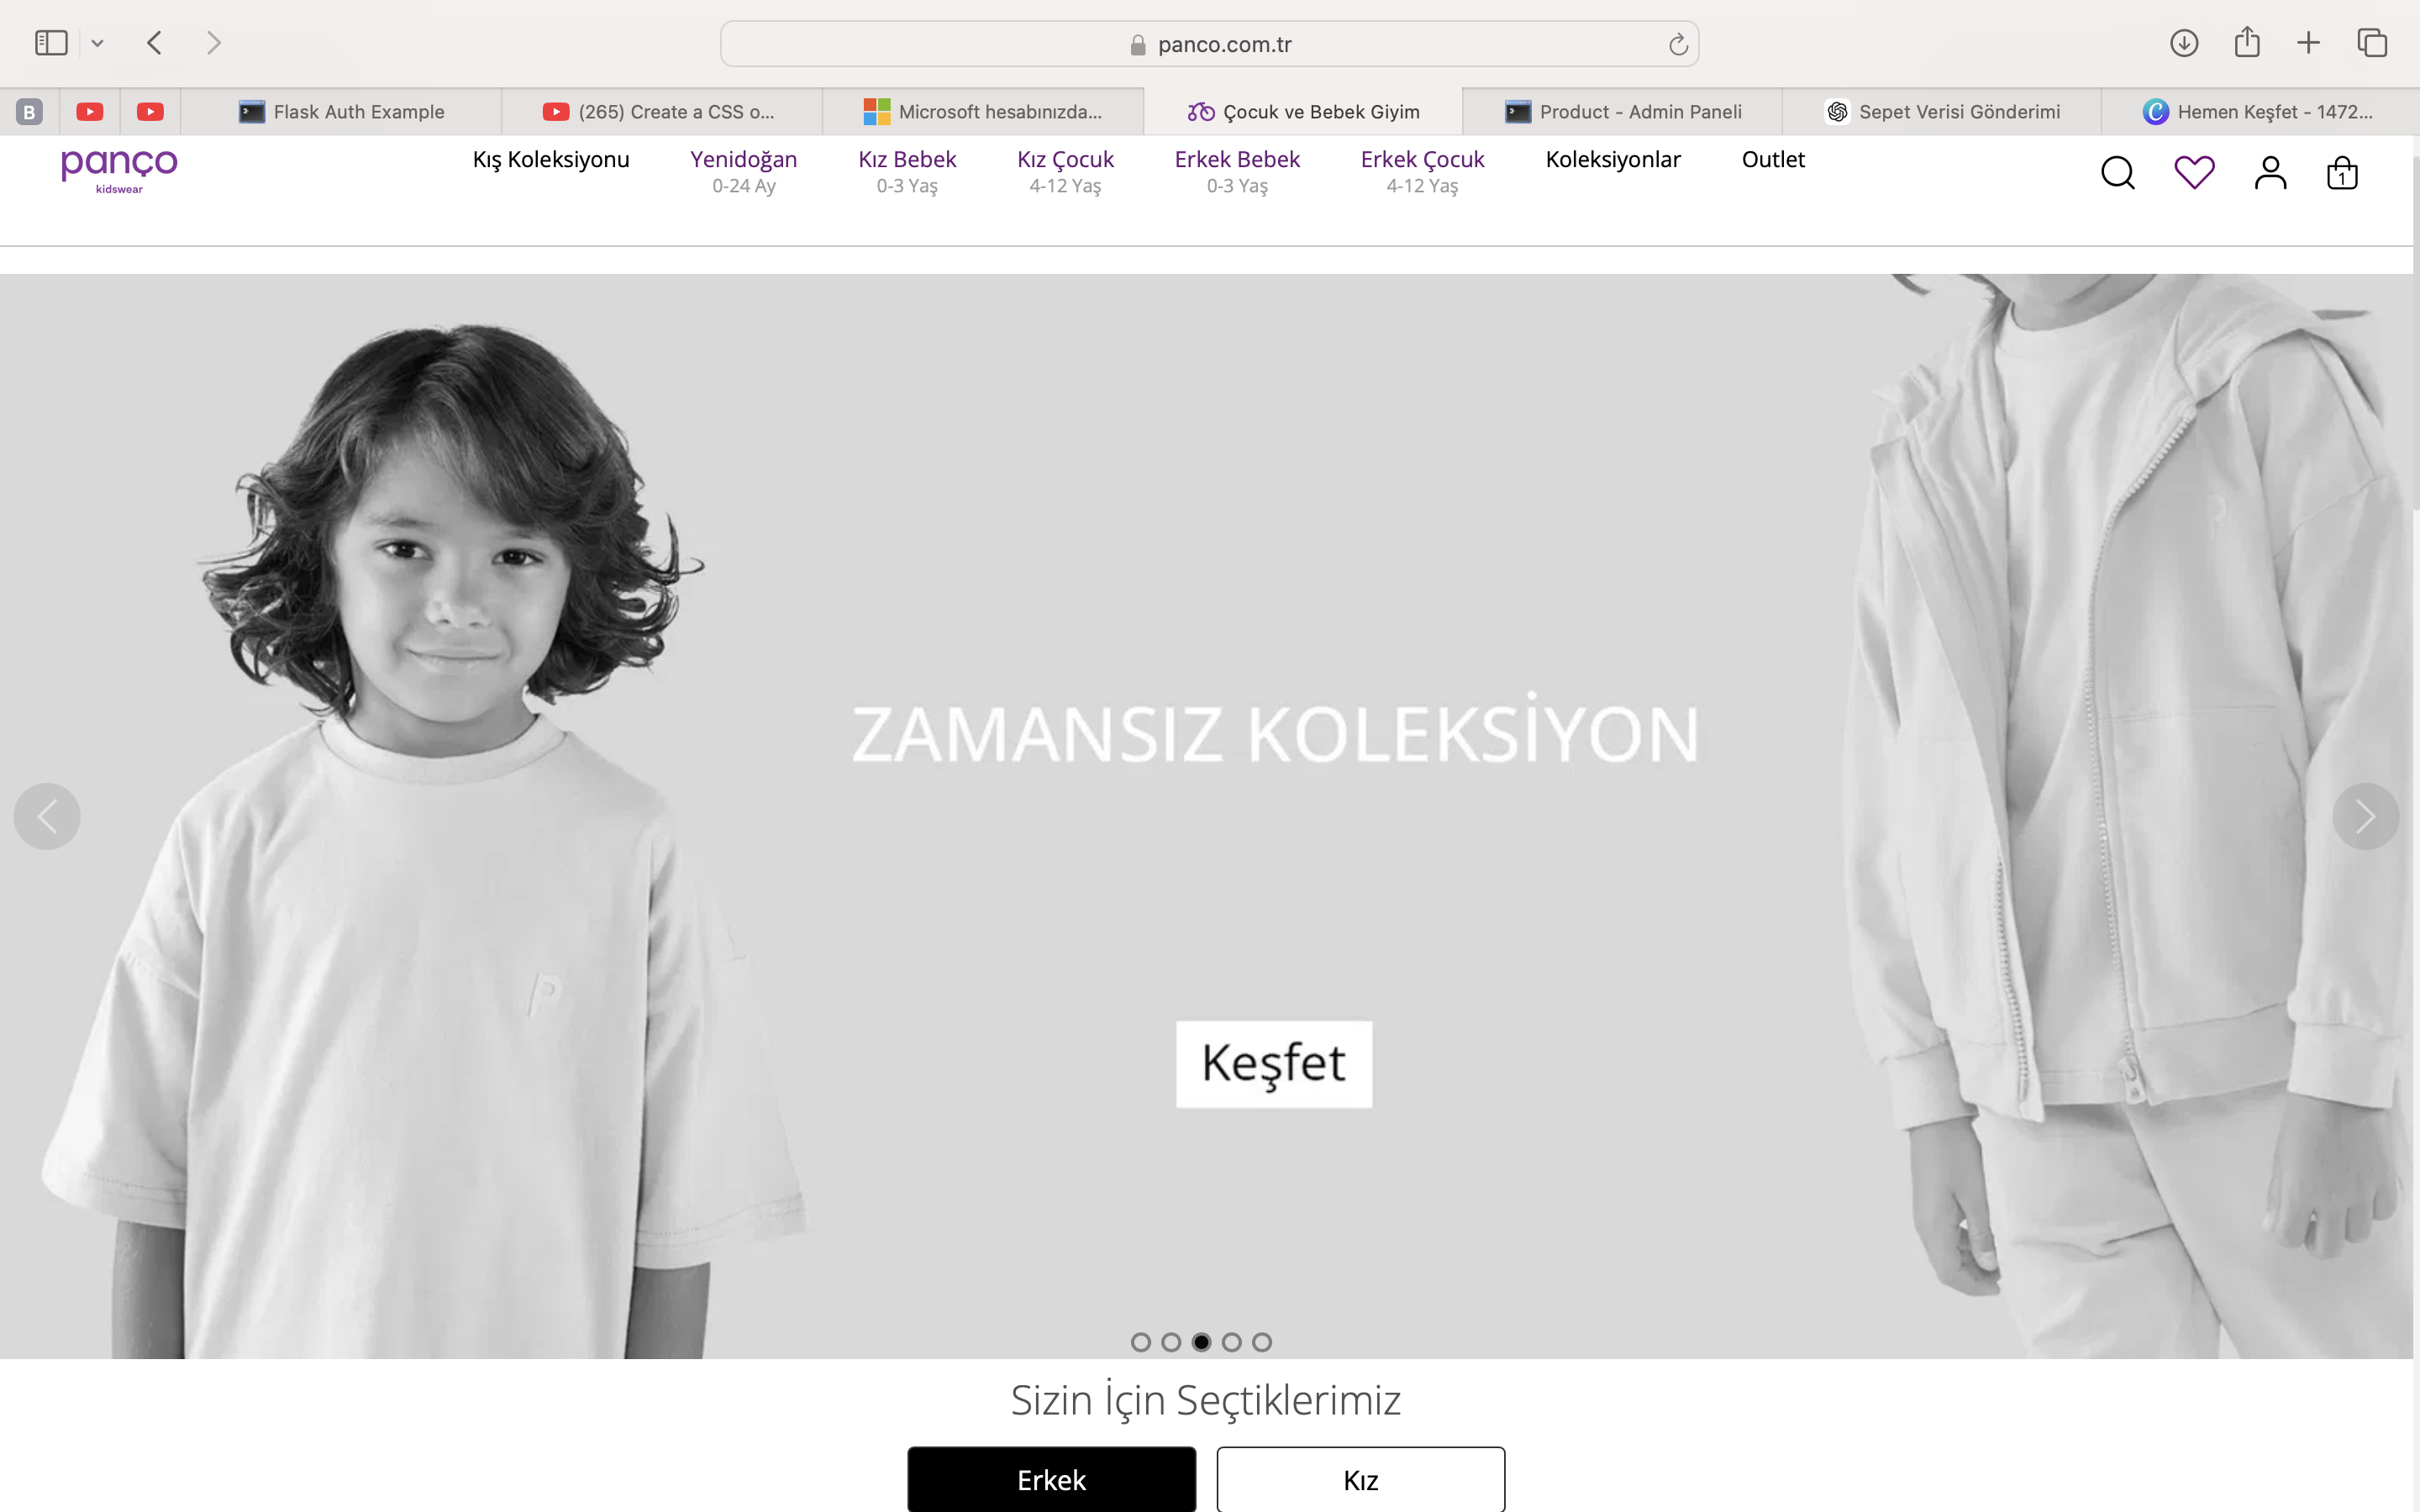 panco.com.tr
B
Flask Auth Example
(265) Create a CSS o...
Microsoft hesabınızda...
Çocuk ve Bebek Giyim
Product - Admin Paneli
Sepet Verisi Gönderimi
Hemen Keşfet - 1472...
panço
kidswear
Kış Koleksiyonu
Yenidoğan
0-24 Ay
Kız Bebek
0-3 Yaş
Kız Çocuk
4-12 Yaş
Erkek Bebek
0-3 Yaş
Erkek Çocuk
4-12 Yaş
Koleksiyonlar
Outlet
1
ZAMANSIZ KOLEKSİYON
P
Keşfet
Sizin İçin Seçtiklerimiz
Erkek
Kız